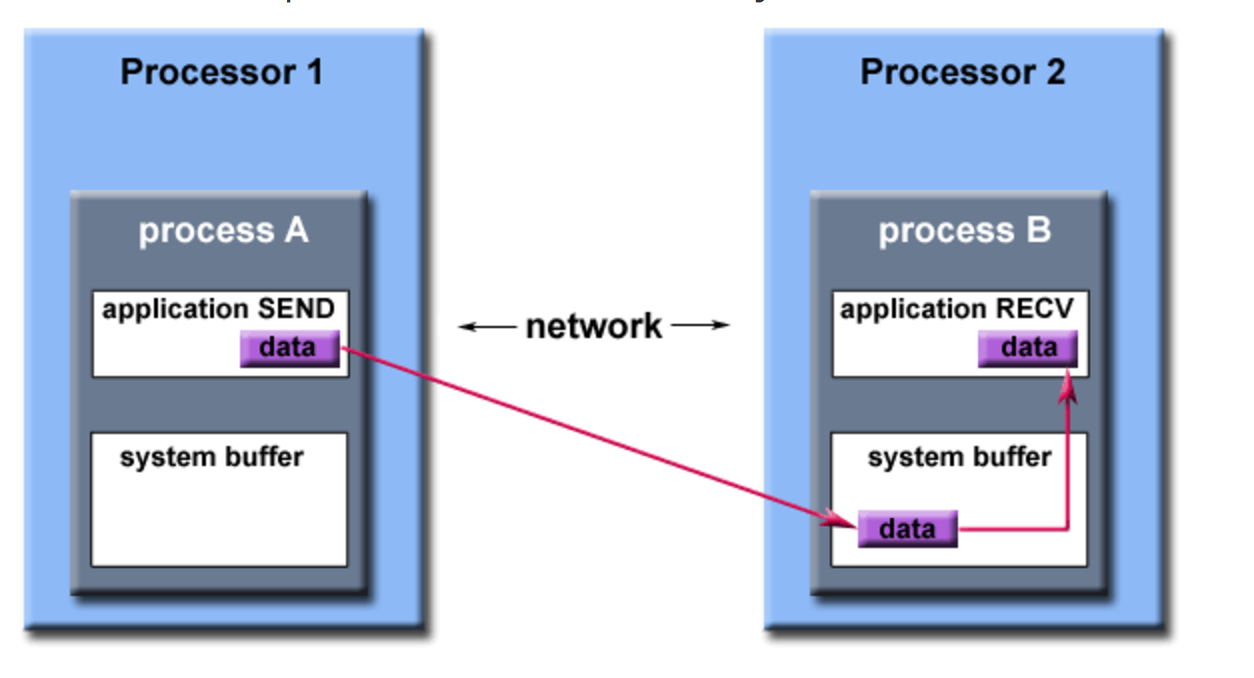 Processor 1
process A
application SEND
data
system buffer
network
Processor 2
process B
application RECV
data
system buffer
data